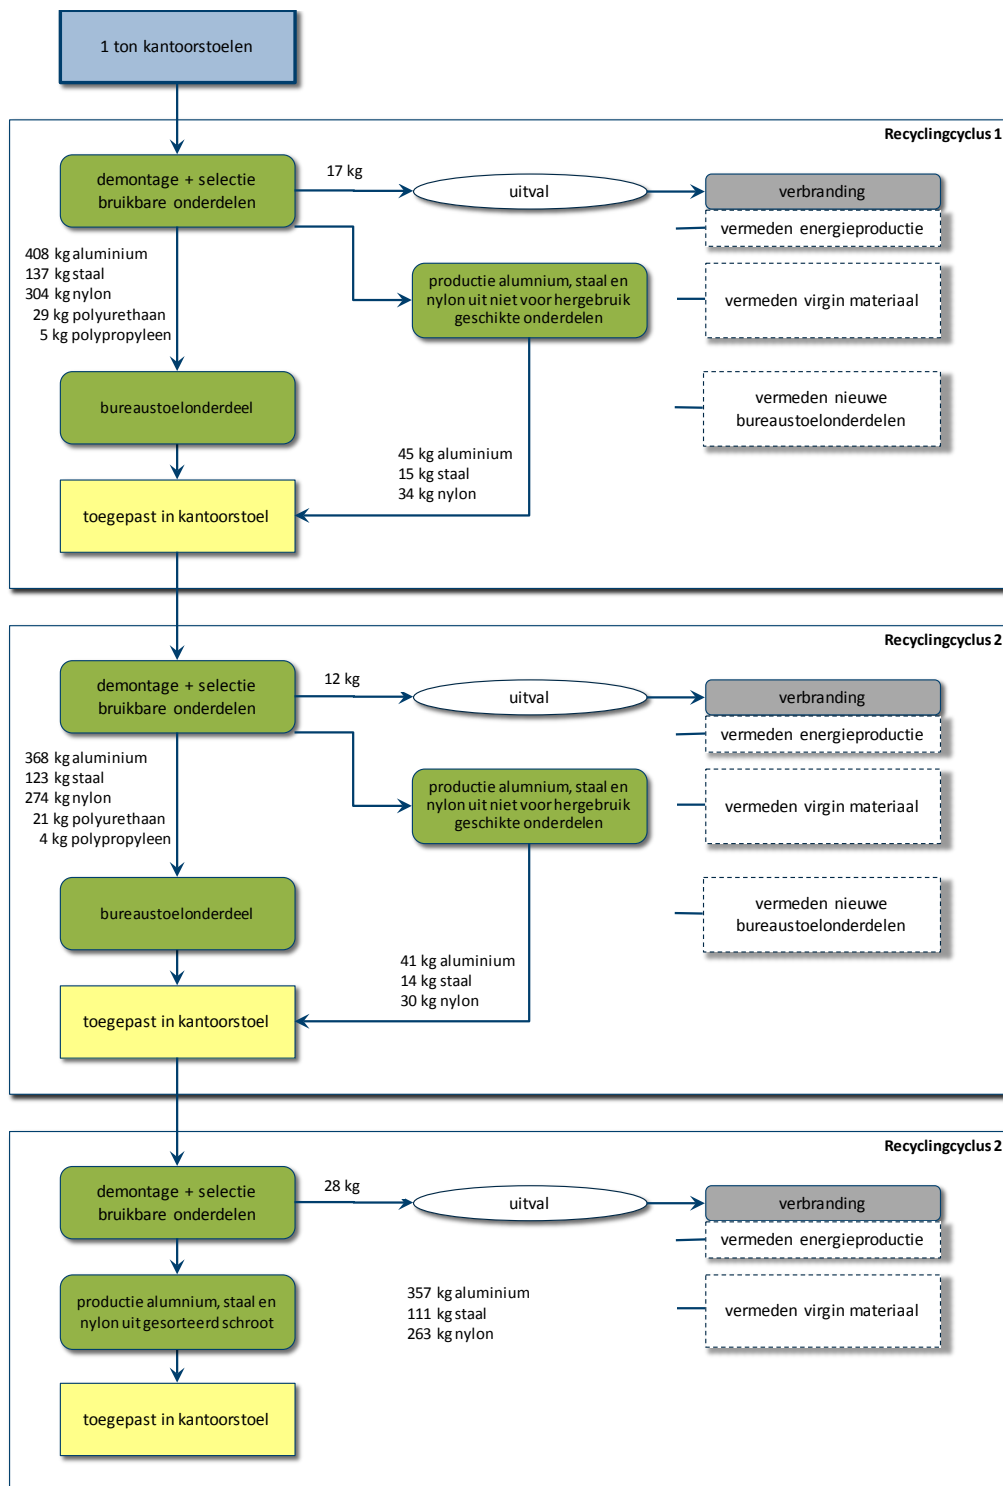 1 ton kantoorstoelen
Recyclingcyclus 1
demontage + selectie
bruikbare onderdelen
17 kg
uitval
verbranding
vermeden energieproductie
408 kg aluminium
137 kg staal
304 kg nylon
29 kg polyurethaan
5 kg polypropyleen
productie alumnium, staal en
nylon uit niet voor hergebruik
geschikte onderdelen
vermeden virgin materiaal
bureaustoelonderdeel
vermeden nieuwe
bureaustoelonderdelen
45 kg aluminium
15 kg staal
34 kg nylon
toegepast in kantoorstoel
Recyclingcyclus 2
demontage + selectie
bruikbare onderdelen
12 kg
uitval
verbranding
vermeden energieproductie
368 kg aluminium
123 kg staal
274 kg nylon
21 kg polyurethaan
4 kg polypropyleen
productie alumnium, staal en
nylon uit niet voor hergebruik
geschikte onderdelen
vermeden virgin materiaal
bureaustoelonderdeel
vermeden nieuwe
bureaustoelonderdelen
41 kg aluminium
14 kg staal
30 kg nylon
toegepast in kantoorstoel
Recyclingcyclus 2
demontage + selectie
bruikbare onderdelen
28 kg
uitval
verbranding
vermeden energieproductie
productie alumnium, staal en
nylon uit gesorteerd schroot
357 kg aluminium
111 kg staal
263 kg nylon
vermeden virgin materiaal
toegepast in kantoorstoel